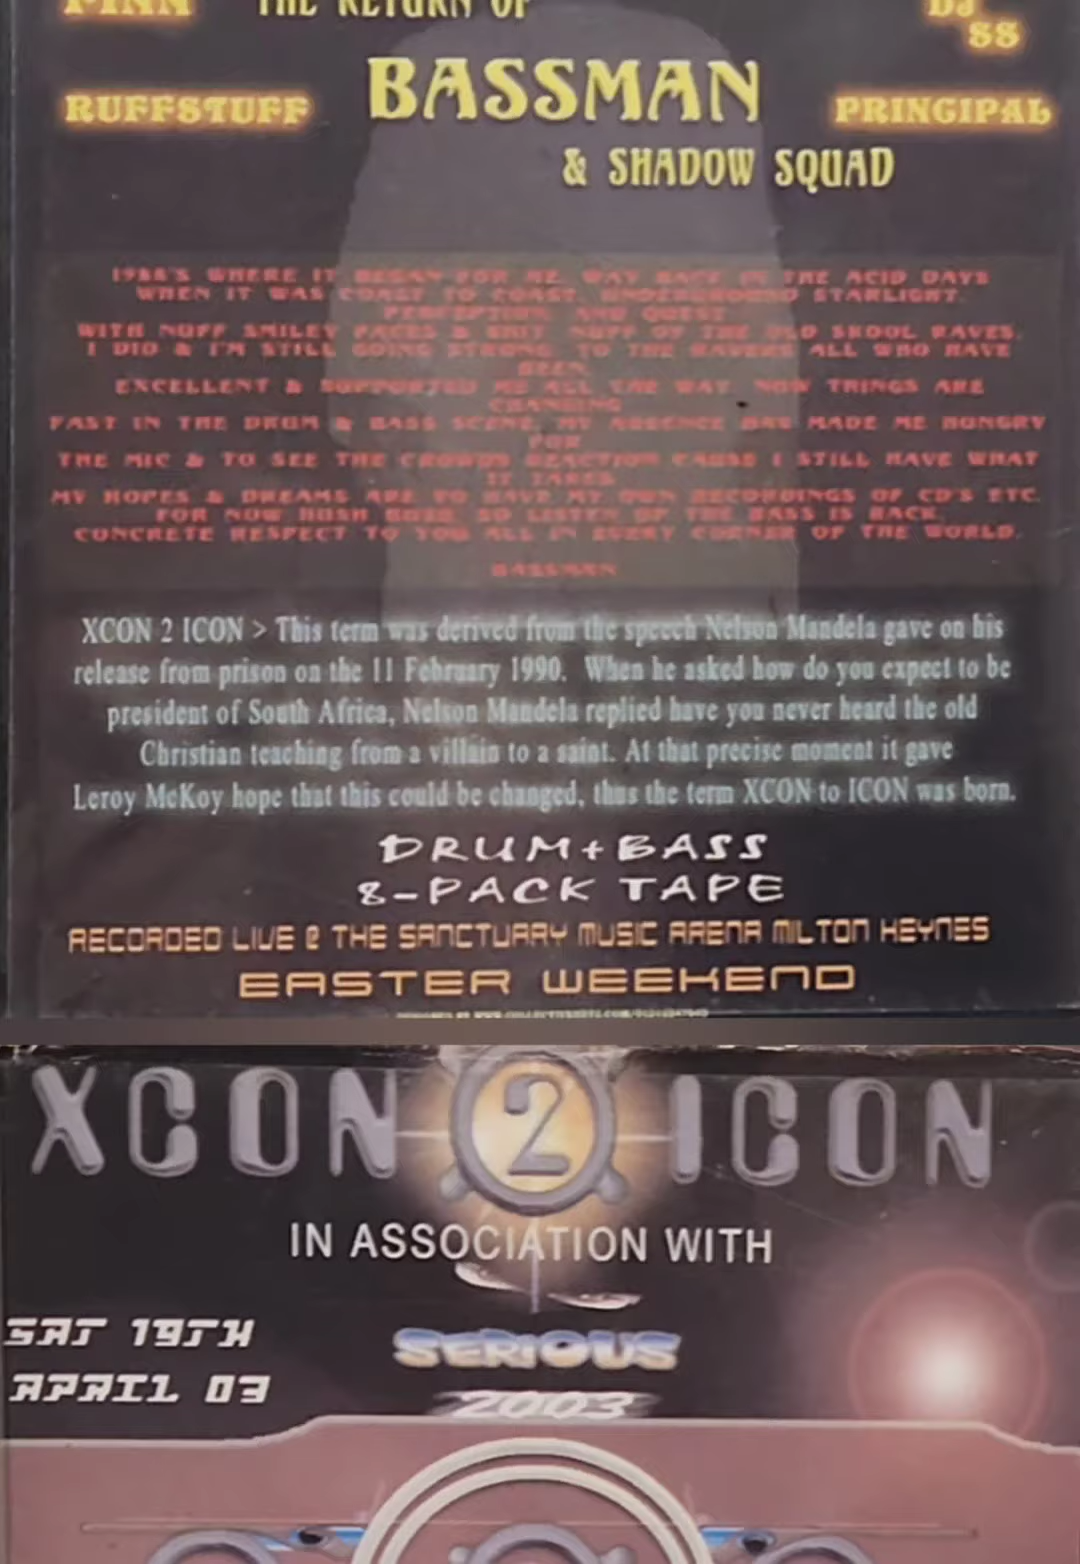 FINN THE RETURN OF DJ
SS
RUFFSTUFF BASSMAN PRINCIPAL
& SHADOW SQUAD
1988'S WHERE IT BEGAN FOR ME, WAY BACK IN THE ACID DAYS
WHEN IT WAS COAST TO COAST, UNDERGROUND STARLIGHT,
PERCEPTION AND QUEST
WITH NUFF SMILEY FACES & NUFF OF THE OLD SKOOL RAVES.
I DID & I'M STILL GOING STRONG. TO THE RAVERS ALL WHO HAVE
BEEN
EXCELLENT & SUPPORTED ME ALL THE WAY. NOW THINGS ARE
CHANGING
FAST IN THE DRUM & BASS SCENE, MY ABSENCE HAS MADE ME HUNGRY
FOR
THE MIC & TO SEE THE CROWDS REACTION CAUSE I STILL HAVE WHAT
IT TAKES
MY HOPES & DREAMS ARE TO HAVE MY OWN RECORDINGS OF CD'S ETC.
FOR NOW THE BASS IS BACK.
CONCRETE RESPECT TO YOU ALL IN EVERY CORNER OF THE WORLD.
BASSMAN
XCON 2 ICON > This term was derived from the speech Nelson Mandela gave on his
release from prison on the 11 February 1990. When he asked how do you expect to be
president of South Africa, Nelson Mandela replied have you never heard the old
Christian teaching from a villain to a saint. At that precise moment it gave
Leroy McKoy hope that this could be changed, thus the term XCON to ICON was born.
DRUM+BASS
8-PACK TAPE
RECORDED LIVE @ THE SANCTUARY MUSIC ARENA MILTON KEYNES
EASTER WEEKEND
XCON 2 ICON
IN ASSOCIATION WITH
SAT 19TH
SERIOUS
APRIL 03
2003